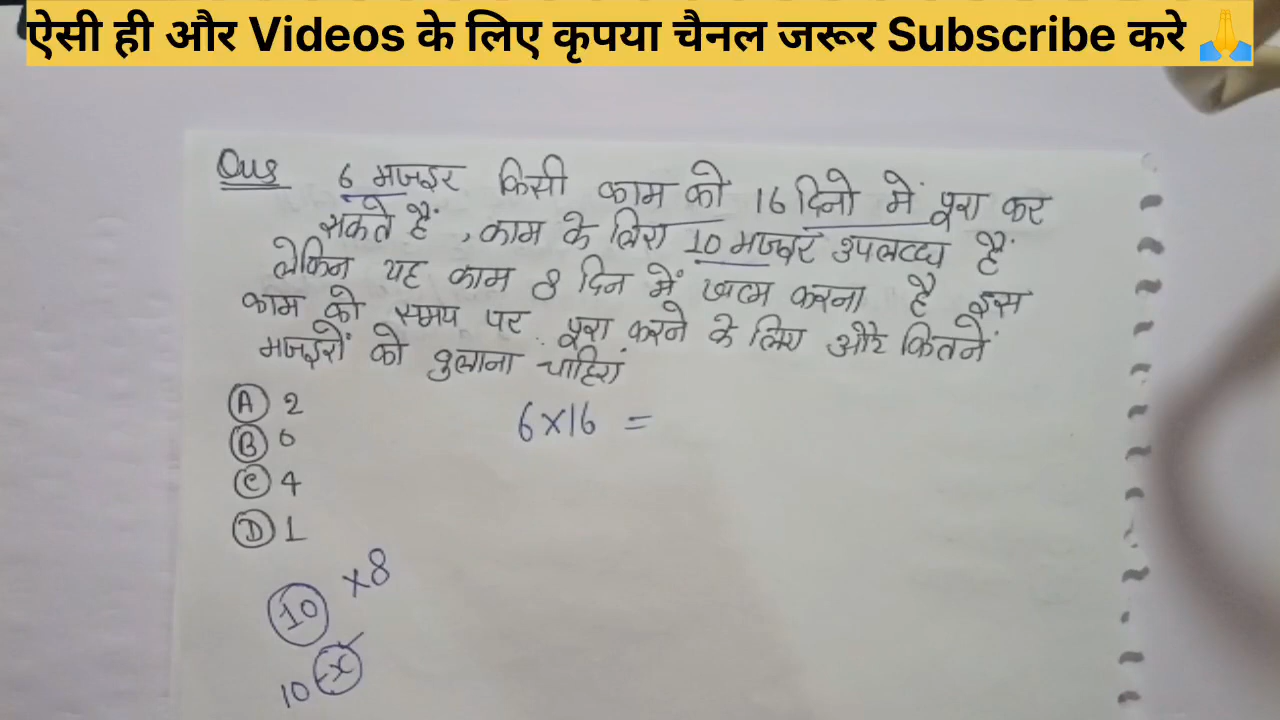 ऐसी ही और Videos के लिए कृपया चैनल जरूर Subscribe करे 🙏
Ques 6 मजदूर किसी काम को 16 दिनो में पूरा कर
सकते हैं , काम के लिए 10 मजदूर उपलब्ध हैं
लेकिन यह काम 8 दिन में खत्म करना है इस
काम को समय पर पूरा करने के लिए और कितने
मजदूरों को बुलाना चाहिए
(A) 2
(B) 0
(C) 4
(D) 1
6×16 =
10 ×8
10 -x